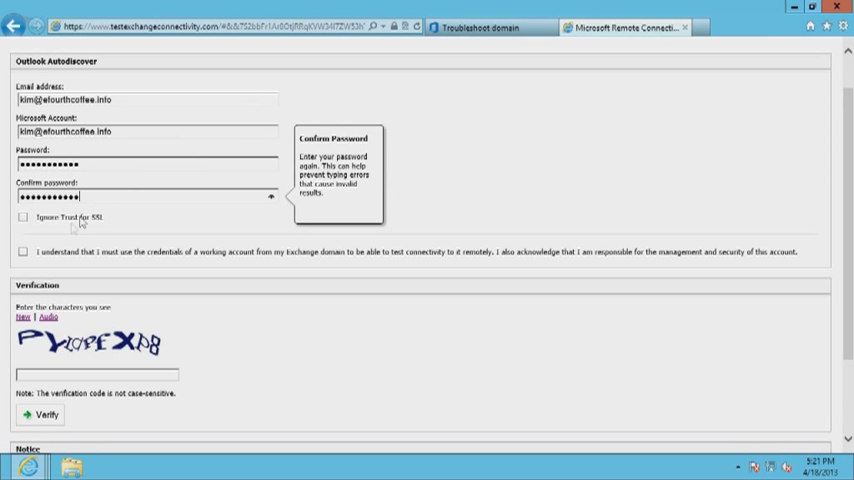 https://www.testexchangeconnectivity.com/
Troubleshoot domain
Microsoft Remote Connecti...
Outlook Autodiscover
Email address:
kim@efourthcoffee.info
Microsoft Account:
kim@efourthcoffee.info
Password:
Confirm password:
Confirm Password
Enter your password
again. This can help
prevent typing errors
that cause invalid
results.
Ignore Trust for SSL
I understand that I must use the credentials of a working account from my Exchange domain to be able to test connectivity to it remotely. I also acknowledge that I am responsible for the management and security of this account.
Verification
Enter the characters you see
New | Audio
Note: The verification code is not case-sensitive.
Verify
Notice
5:21 PM
4/18/2013